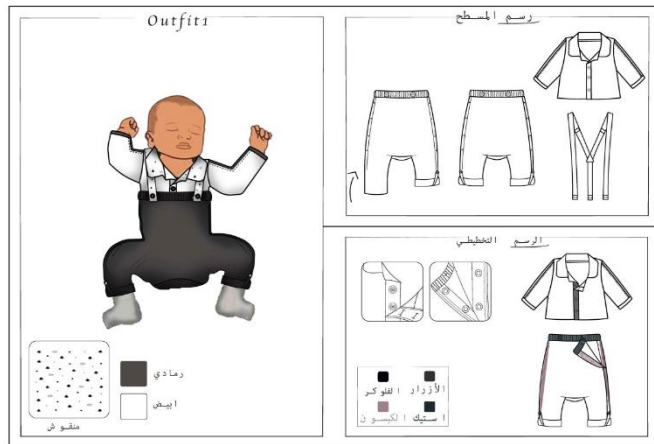 Outfit1
رمادي
ابيض
منقوش
رسم المسطح
الرسم التخطيطي
الأزرار
الفلوكر
استيك
الكبسون